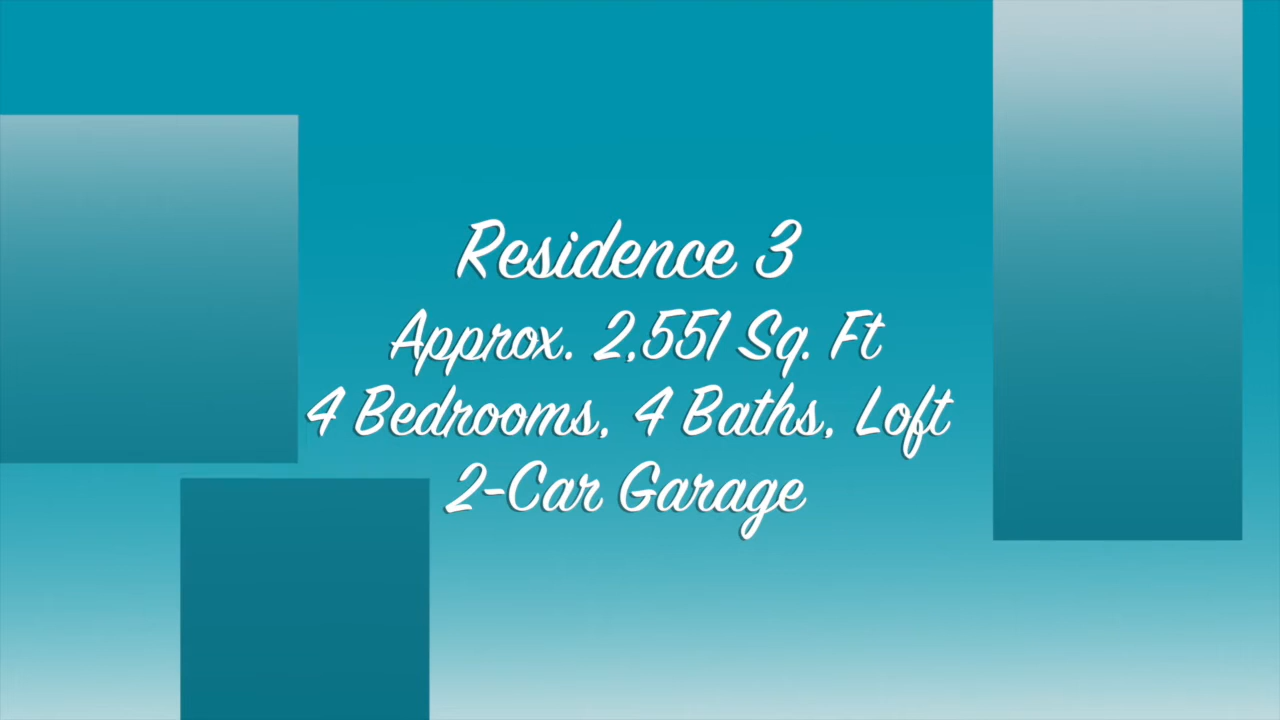 Residence 3
Approx. 2,551 Sq. Ft
4 Bedrooms, 4 Baths, Loft
2-Car Garage